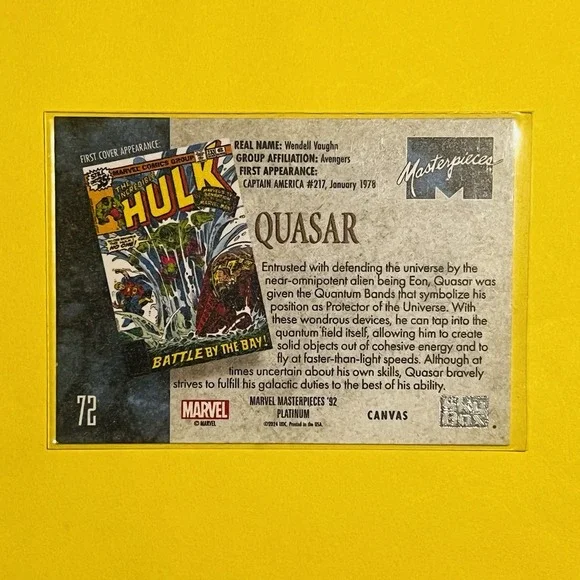 FIRST COVER APPEARANCE
MARVEL COMICS GROUP
THE INCREDIBLE
HULK
BATTLE BY THE BAY!
REAL NAME: Wendell Vaughn
GROUP AFFILIATION: Avengers
FIRST APPEARANCE:
CAPTAIN AMERICA #217, January 1978
Masterpieces
M
QUASAR
Entrusted with defending the universe by the
near-omnipotent alien being Eon, Quasar was
given the Quantum Bands that symbolize his
position as Protector of the Universe. With
these wondrous devices, he can tap into the
quantum field itself, allowing him to create
solid objects out of cohesive energy and to
fly at faster-than-light speeds. Although at
times uncertain about his own skills, Quasar bravely
strives to fulfill his galactic duties to the best of his ability.
72
MARVEL
© MARVEL
MARVEL MASTERPIECES '92
PLATINUM
©2024 UDC. Printed in the USA.
CANVAS